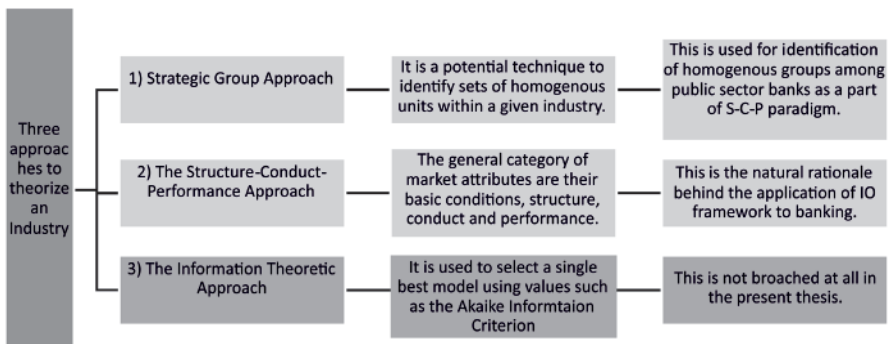 Three
approac
hes to
theorize
an
Industry
1) Strategic Group Approach
It is a potential technique to
identify sets of homogenous
units within a given industry.
This is used for identification
of homogenous groups among
public sector banks as a part
of S-C-P paradigm.
2) The Structure-Conduct-
Performance Approach
The general category of
market attributes are their
basic conditions, structure,
conduct and performance.
This is the natural rationale
behind the application of IO
framework to banking.
3) The Information Theoretic
Approach
It is used to select a single
best model using values such
as the Akaike Informtaion
Criterion
This is not broached at all in
the present thesis.